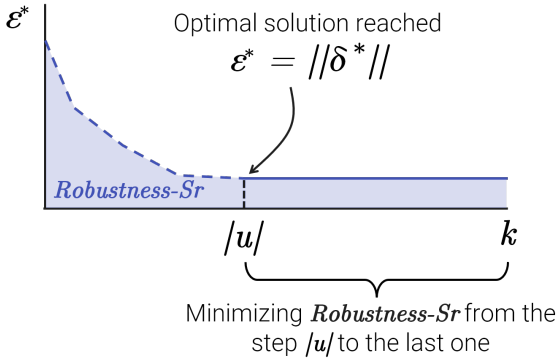 ε*
Optimal solution reached
ε* = ||δ*||
Robustness-Sr
|u|
k
Minimizing Robustness-Sr from the
step |u| to the last one